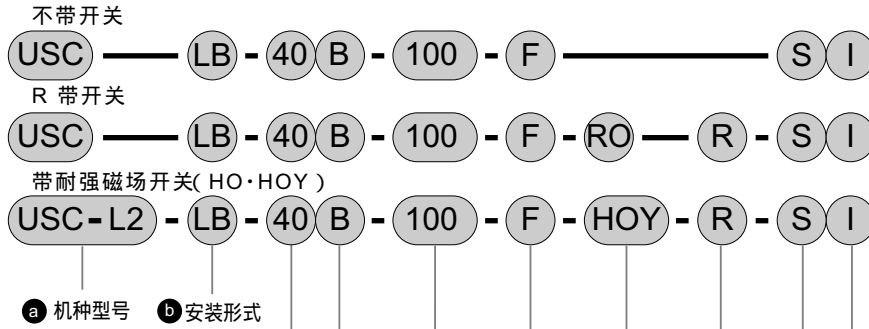 不带开关
USC — LB - 40 B - 100 - F — S I
R 带开关
USC — LB - 40 B - 100 - F - RO — R - S I
带耐强磁场开关( HO·HOY )
USC-L2 - LB - 40 B - 100 - F - HOY - R - S I
a 机种型号 b 安装形式